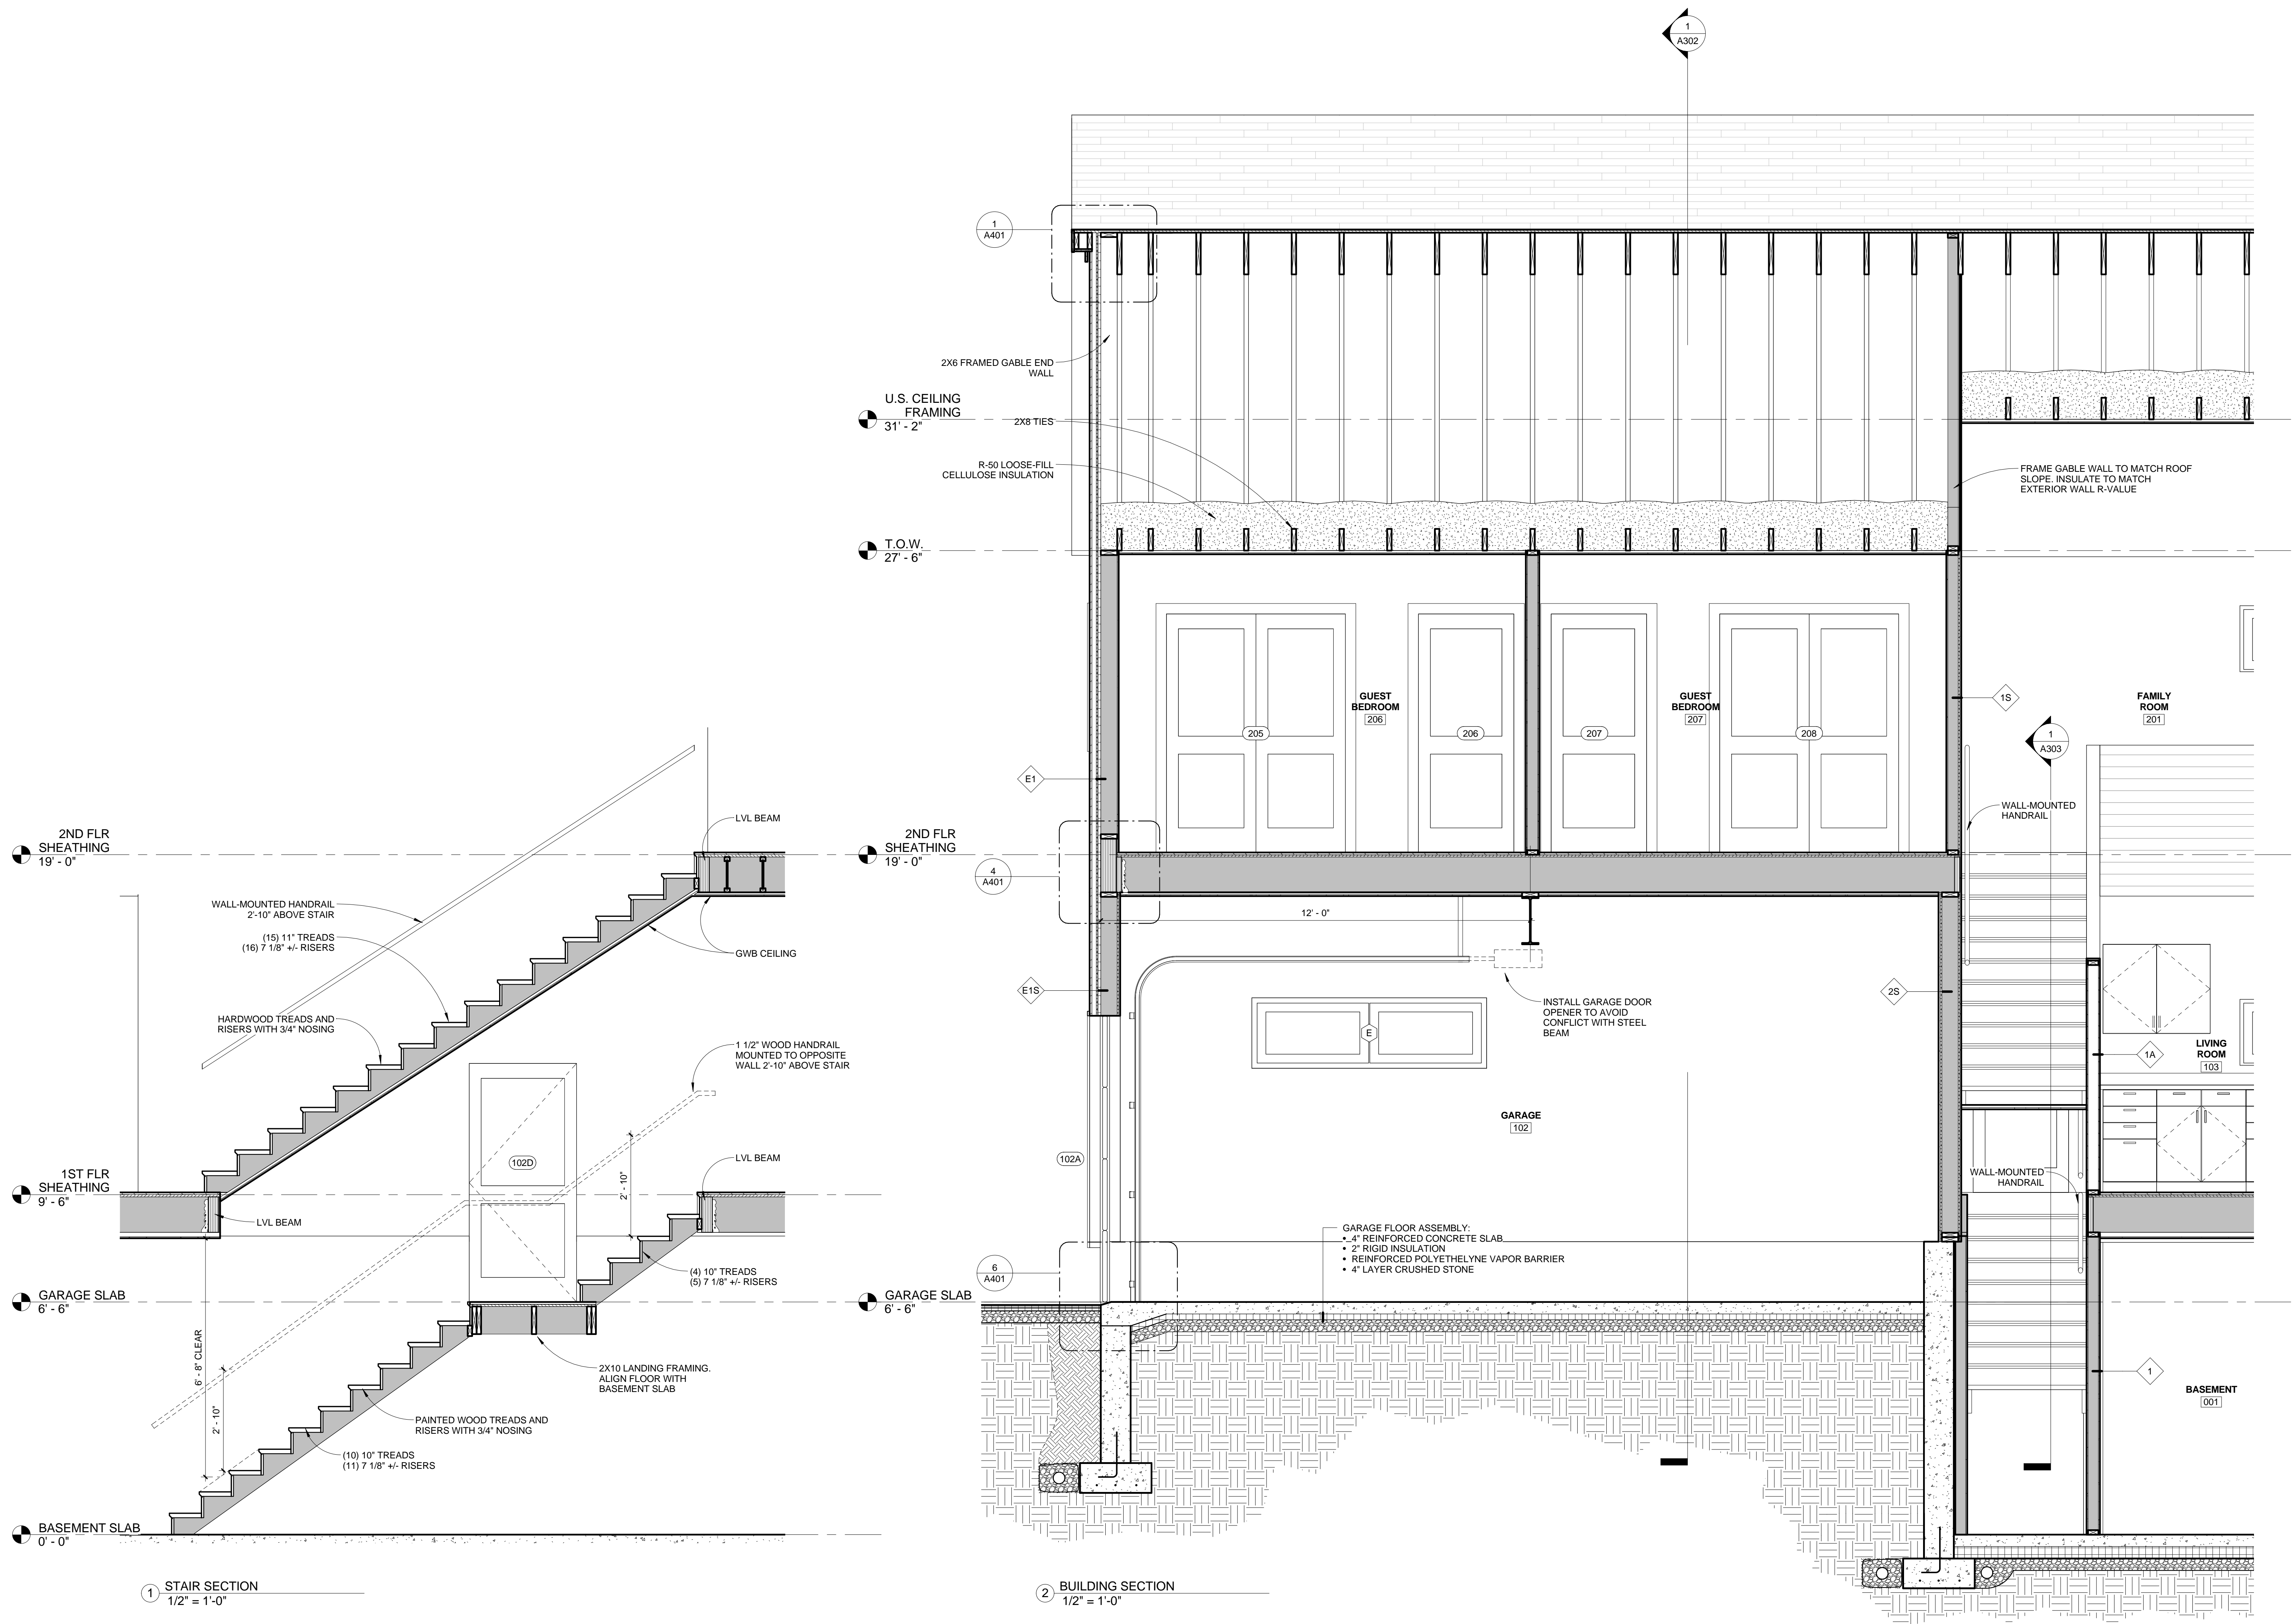 1
A302
1
A401
2X6 FRAMED GABLE END
WALL
U.S. CEILING
FRAMING
31' - 2"
2X8 TIES
R-50 LOOSE-FILL
CELLULOSE INSULATION
FRAME GABLE WALL TO MATCH ROOF
SLOPE. INSULATE TO MATCH
EXTERIOR WALL R-VALUE
T.O.W.
27' - 6"
GUEST
BEDROOM
206
GUEST
BEDROOM
207
205
206
207
208
1S
FAMILY
ROOM
201
1
A303
E1
WALL-MOUNTED
HANDRAIL
2ND FLR
SHEATHING
19' - 0"
LVL BEAM
2ND FLR
SHEATHING
19' - 0"
4
A401
WALL-MOUNTED HANDRAIL
2'-10" ABOVE STAIR
(15) 11" TREADS
(16) 7 1/8" +/- RISERS
GWB CEILING
12' - 0"
HARDWOOD TREADS AND
RISERS WITH 3/4" NOSING
E1S
INSTALL GARAGE DOOR
OPENER TO AVOID
CONFLICT WITH STEEL
BEAM
E
2S
1 1/2" WOOD HANDRAIL
MOUNTED TO OPPOSITE
WALL 2'-10" ABOVE STAIR
1A
LIVING
ROOM
103
GARAGE
102
102D
LVL BEAM
102A
1ST FLR
SHEATHING
9' - 6"
2' - 10"
LVL BEAM
WALL-MOUNTED
HANDRAIL
GARAGE FLOOR ASSEMBLY:
• 4" REINFORCED CONCRETE SLAB
• 2" RIGID INSULATION
• REINFORCED POLYETHELYNE VAPOR BARRIER
• 4" LAYER CRUSHED STONE
(4) 10" TREADS
(5) 7 1/8" +/- RISERS
6
A401
GARAGE SLAB
6' - 6"
GARAGE SLAB
6' - 6"
6' - 8" CLEAR
2' - 10"
2X10 LANDING FRAMING.
ALIGN FLOOR WITH
BASEMENT SLAB
1
BASEMENT
001
PAINTED WOOD TREADS AND
RISERS WITH 3/4" NOSING
(10) 10" TREADS
(11) 7 1/8" +/- RISERS
BASEMENT SLAB
0' - 0"
1
STAIR SECTION
1/2" = 1'-0"
2
BUILDING SECTION
1/2" = 1'-0"